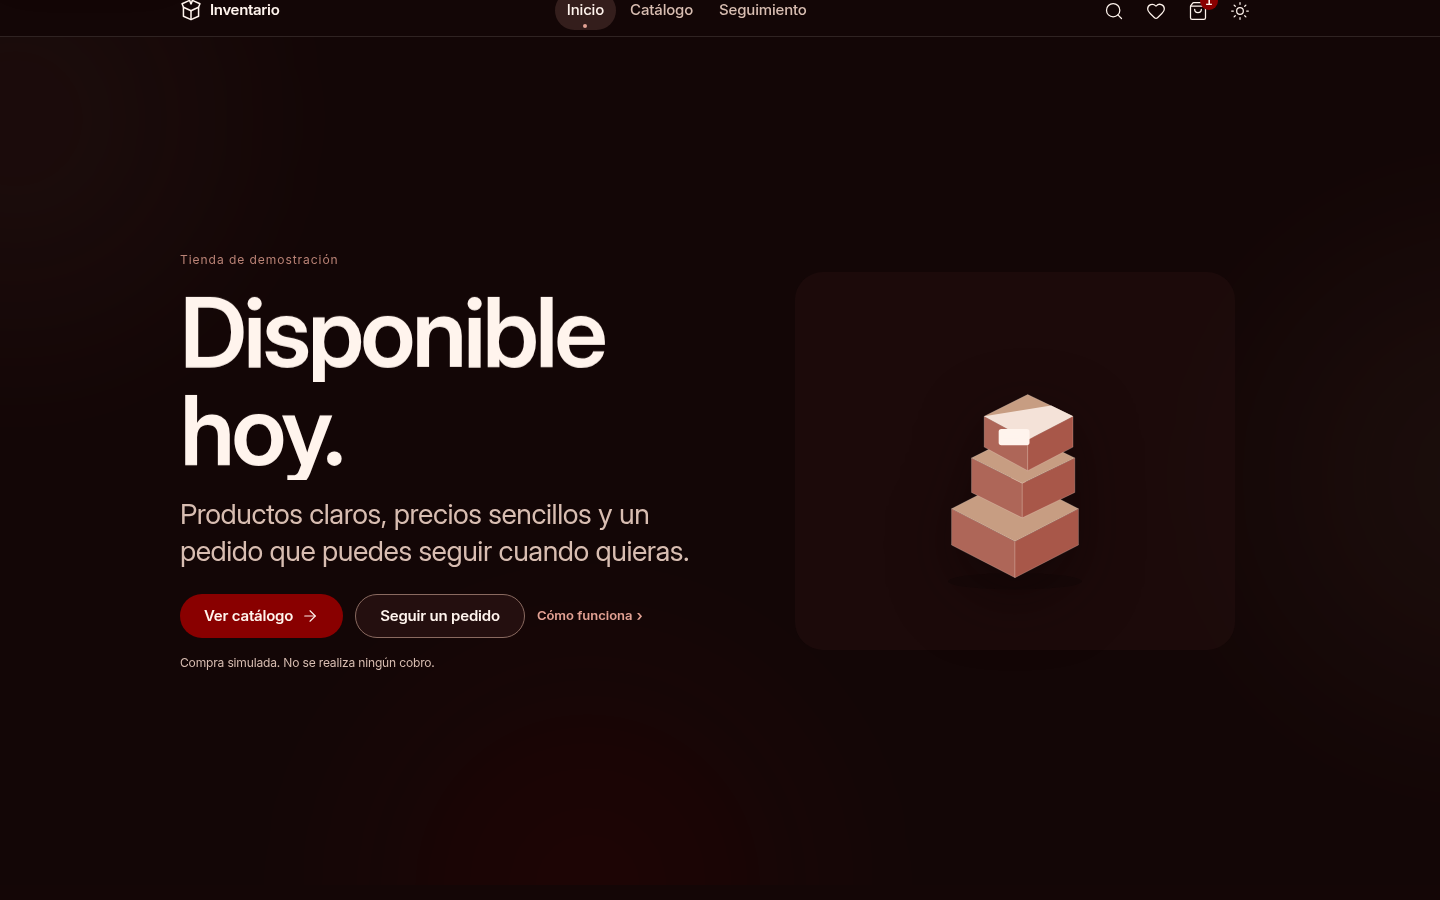 Inventario
Inicio
Catálogo
Seguimiento
1
Tienda de demostración
Disponible
hoy.
Productos claros, precios sencillos y un
pedido que puedes seguir cuando quieras.
Ver catálogo
Seguir un pedido
Cómo funciona ›
Compra simulada. No se realiza ningún cobro.